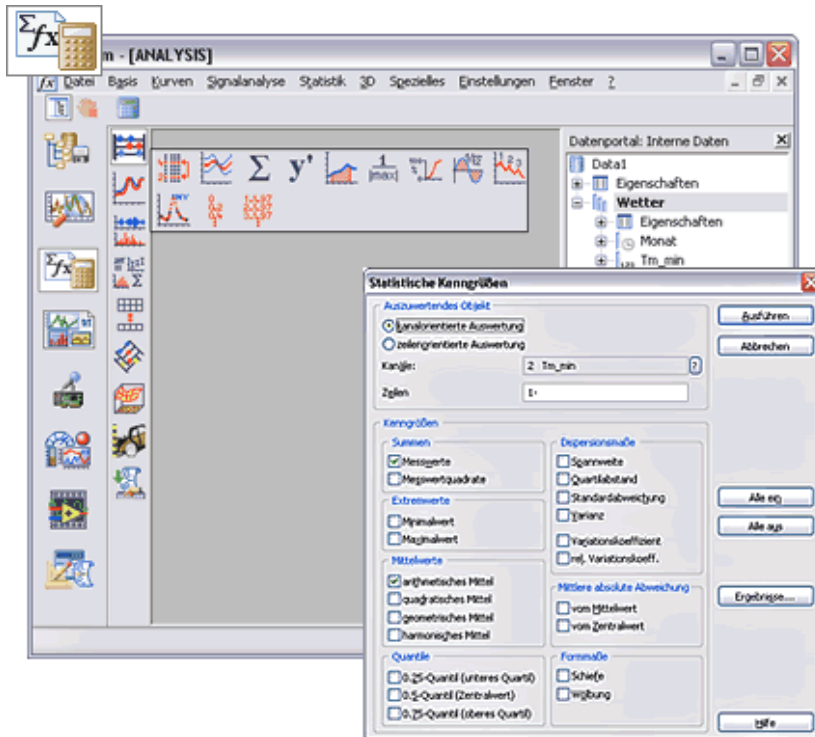 Σfx
m - [ANALYSIS]
fx Datei Basis Kurven Signalanalyse Statistik 3D Spezielles Einstellungen Fenster ?
Datenportal: Interne Daten
Data1
Eigenschaften
Wetter
Eigenschaften
Monat
Tm_min
Σ y'
1
|max|
Σfx
Statistische Kenngrößen
Auszuwertendes Objekt
kanalorientierte Auswertung
zeilenorientierte Auswertung
Kanäle: 2 Tm_min ?
Zeilen 1-
Ausführen
Abbrechen
Kenngrößen
Summen
Messwerte
Messwertquadrate
Extremwerte
Minimalwert
Maximalwert
Mittelwerte
arithmetisches Mittel
quadratisches Mittel
geometrisches Mittel
harmonisches Mittel
Quantile
0.25-Quantil (unteres Quartil)
0.5-Quantil (Zentralwert)
0.75-Quantil (oberes Quartil)
Dispersionsmaße
Spannweite
Quartilabstand
Standardabweichung
Varianz
Variationskoeffizient
rel. Variationskoeff.
Mittlere absolute Abweichung
vom Mittelwert
vom Zentralwert
Formmaße
Schiefe
Wölbung
Alle ein
Alle aus
Ergebnisse...
Hilfe